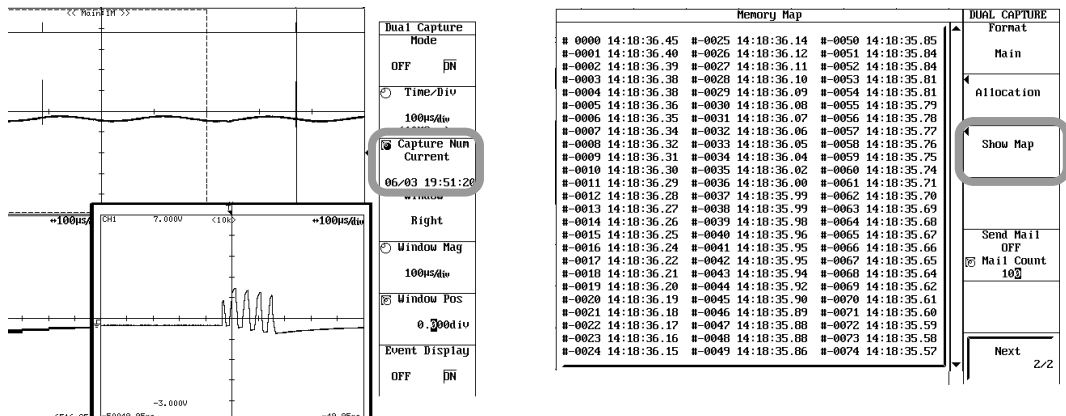 << Main:1M >>
Dual Capture
Mode
OFF ON
Time/Div
100µs/div
Capture Num
Current
06/03 19:51:20
Window
Right
Window Mag
100µs/div
Window Pos
0.000div
Event Display
OFF ON
↔100µs/
CH1 7.000V <10k> ↔100µs/div
-3.000V
Memory Map
# 0000 14:18:36.45 #-0025 14:18:36.14 #-0050 14:18:35.85
#-0001 14:18:36.40 #-0026 14:18:36.12 #-0051 14:18:35.84
#-0002 14:18:36.39 #-0027 14:18:36.11 #-0052 14:18:35.84
#-0003 14:18:36.38 #-0028 14:18:36.10 #-0053 14:18:35.81
#-0004 14:18:36.38 #-0029 14:18:36.09 #-0054 14:18:35.81
#-0005 14:18:36.36 #-0030 14:18:36.08 #-0055 14:18:35.79
#-0006 14:18:36.35 #-0031 14:18:36.07 #-0056 14:18:35.78
#-0007 14:18:36.34 #-0032 14:18:36.06 #-0057 14:18:35.77
#-0008 14:18:36.32 #-0033 14:18:36.05 #-0058 14:18:35.76
#-0009 14:18:36.31 #-0034 14:18:36.04 #-0059 14:18:35.75
#-0010 14:18:36.30 #-0035 14:18:36.02 #-0060 14:18:35.74
#-0011 14:18:36.29 #-0036 14:18:36.00 #-0061 14:18:35.71
#-0012 14:18:36.28 #-0037 14:18:35.99 #-0062 14:18:35.70
#-0013 14:18:36.27 #-0038 14:18:35.99 #-0063 14:18:35.69
#-0014 14:18:36.26 #-0039 14:18:35.98 #-0064 14:18:35.68
#-0015 14:18:36.25 #-0040 14:18:35.96 #-0065 14:18:35.67
#-0016 14:18:36.24 #-0041 14:18:35.95 #-0066 14:18:35.66
#-0017 14:18:36.22 #-0042 14:18:35.95 #-0067 14:18:35.65
#-0018 14:18:36.21 #-0043 14:18:35.94 #-0068 14:18:35.64
#-0019 14:18:36.20 #-0044 14:18:35.92 #-0069 14:18:35.62
#-0020 14:18:36.19 #-0045 14:18:35.90 #-0070 14:18:35.61
#-0021 14:18:36.18 #-0046 14:18:35.89 #-0071 14:18:35.60
#-0022 14:18:36.17 #-0047 14:18:35.88 #-0072 14:18:35.59
#-0023 14:18:36.16 #-0048 14:18:35.88 #-0073 14:18:35.58
#-0024 14:18:36.15 #-0049 14:18:35.86 #-0074 14:18:35.57
DUAL CAPTURE
Format
Main
Allocation
Show Map
Send Mail
OFF
Mail Count
100
Next
2/2